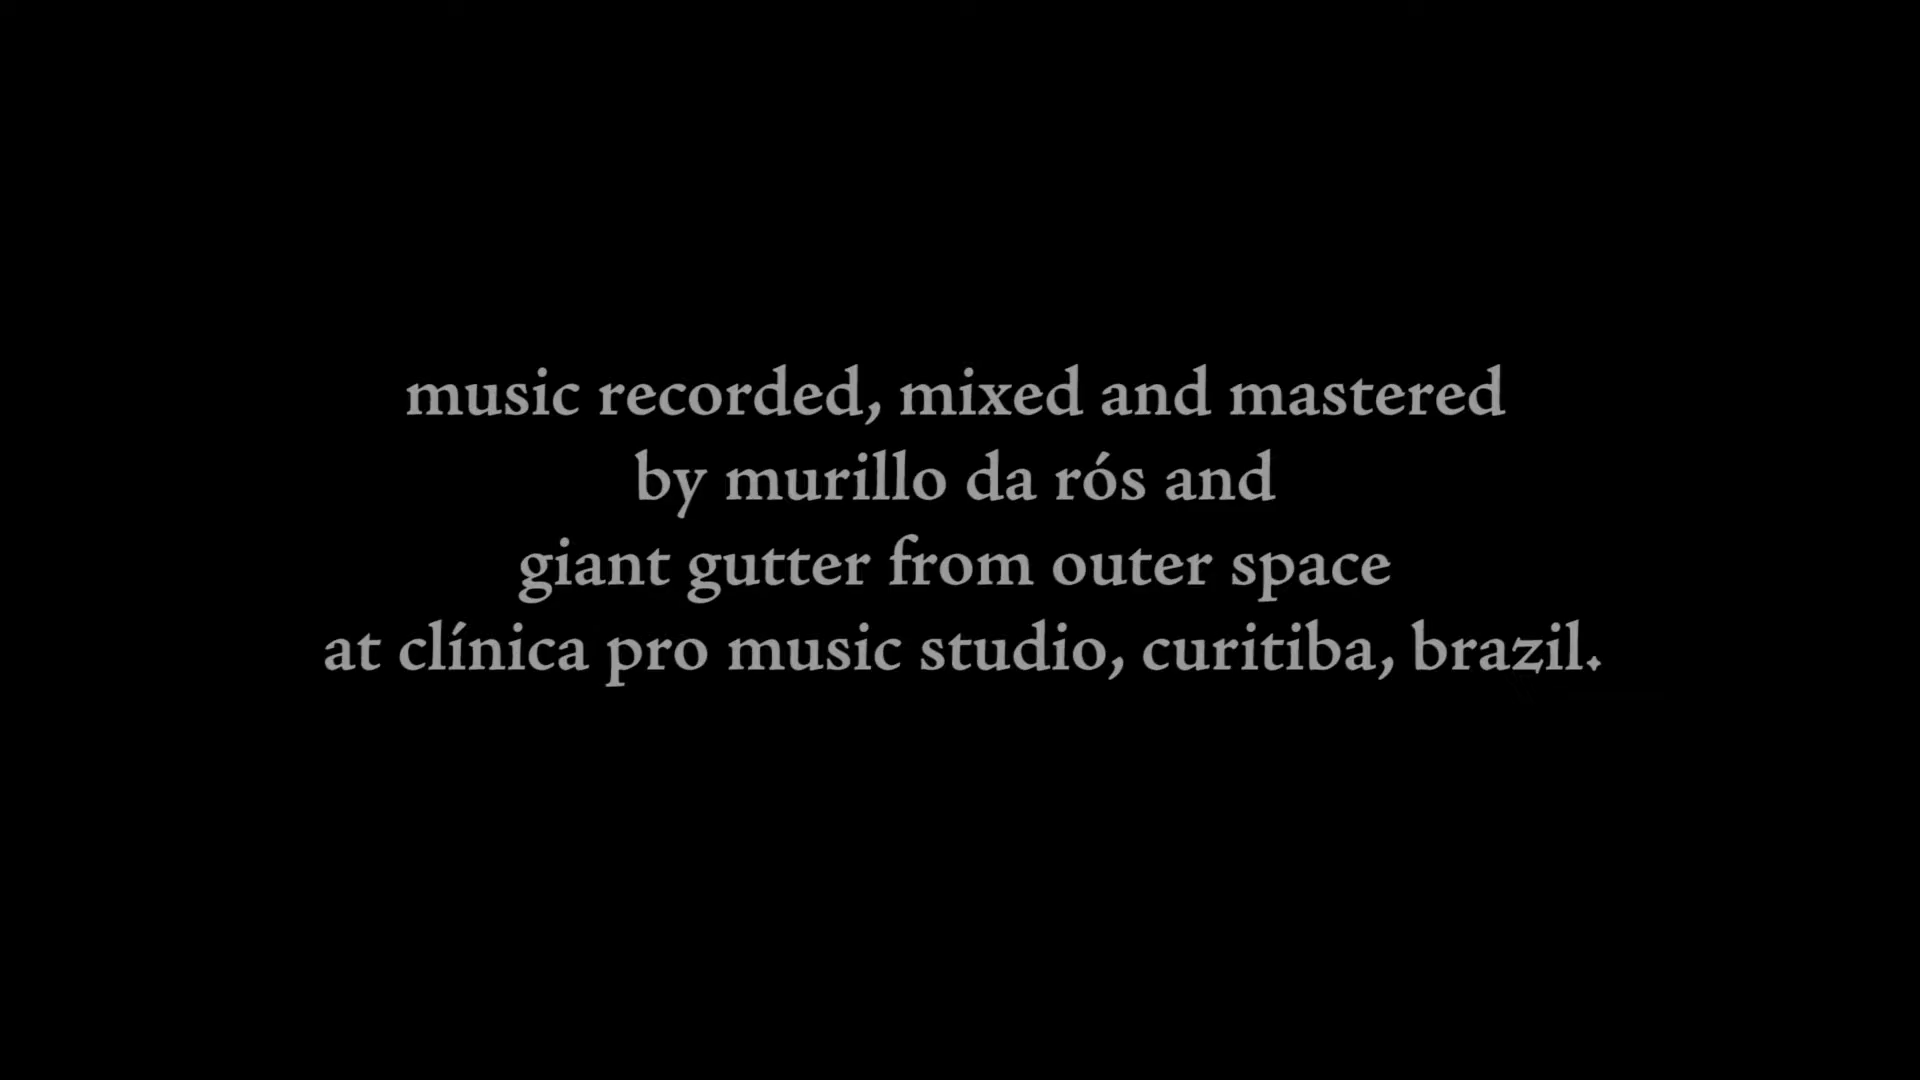 music recorded, mixed and mastered
by murillo da rós and
giant gutter from outer space
at clínica pro music studio, curitiba, brazil.